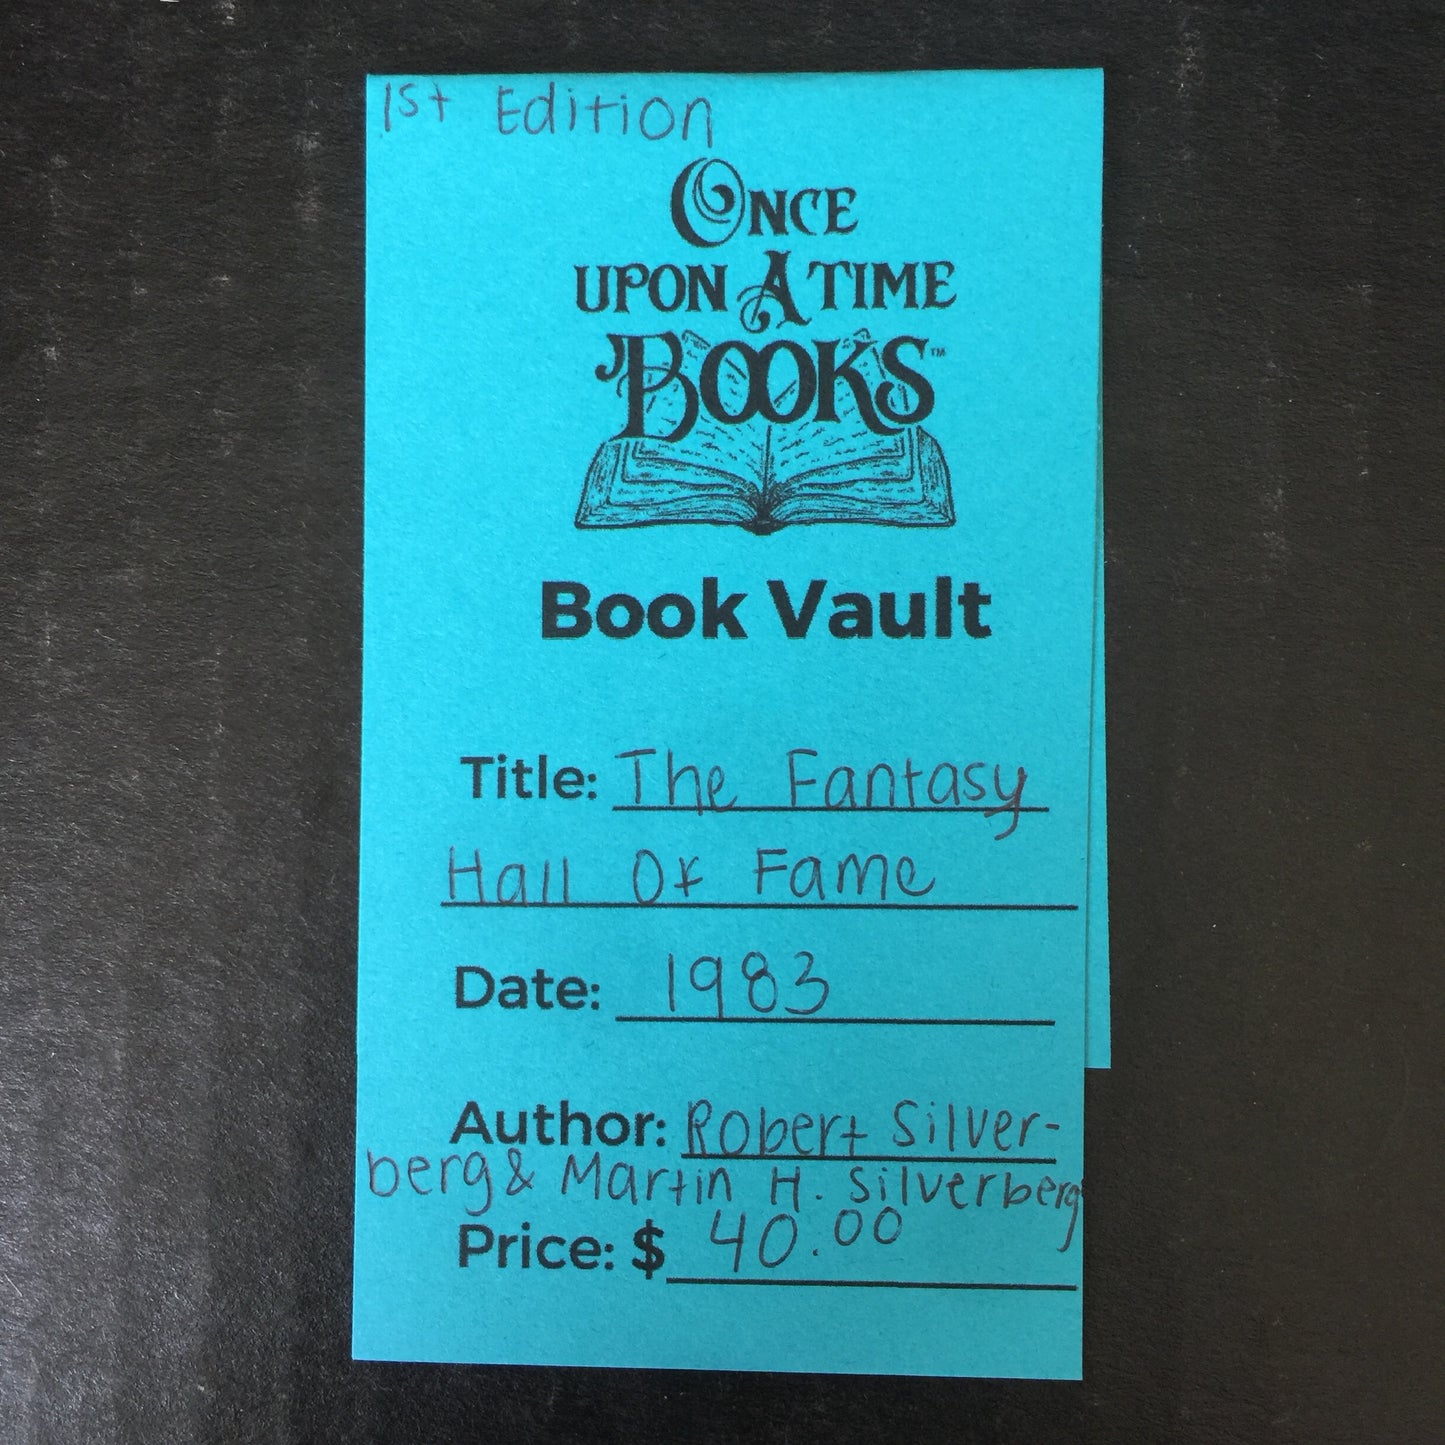 1st Edition
ONCE
UPON A TIME
BOOKS™
Book Vault
Title: The Fantasy
Hall Of Fame
Date: 1983
Author: Robert Silver-
berg & Martin H. Silverberg
Price: $ 40.00